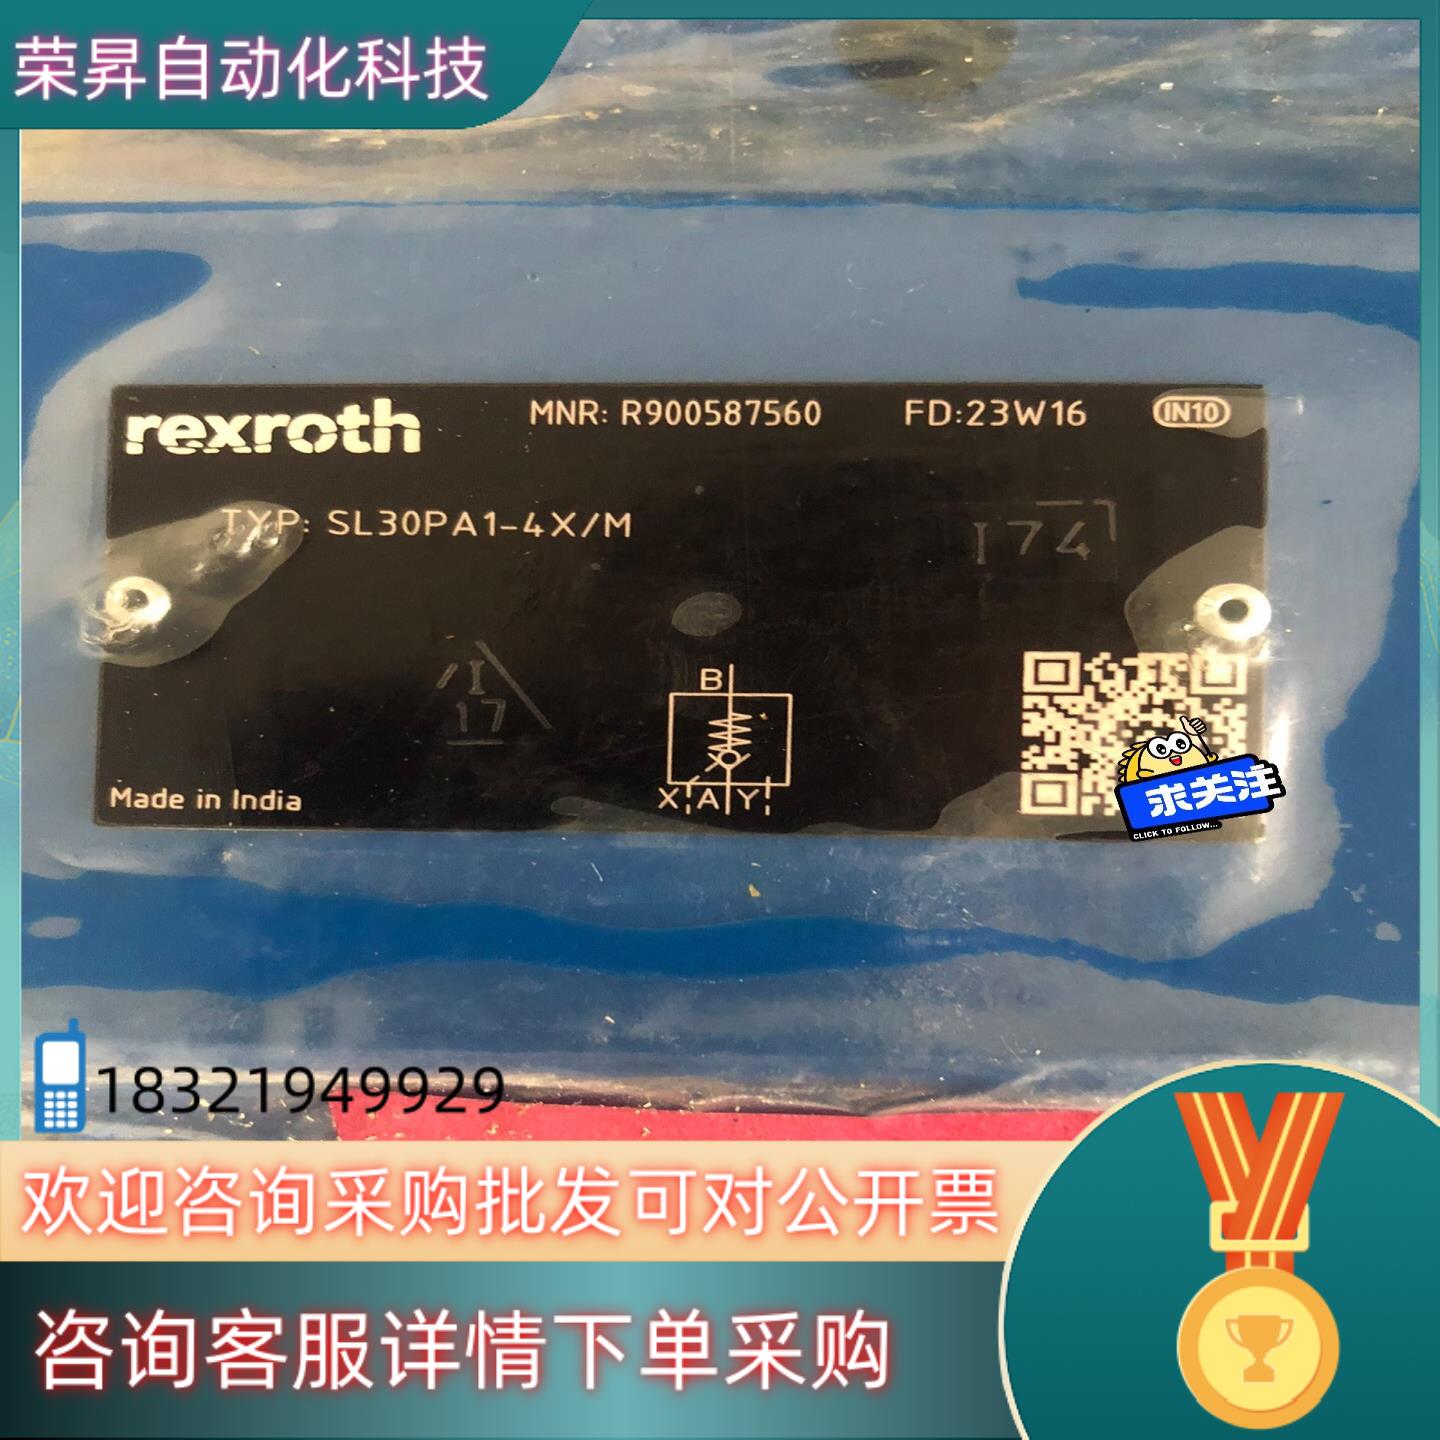 荣昇自动化科技
rexroth
MNR: R900587560
FD:23W16
IN10
TYP: SL30PA1-4X/M
174
I
17
B
X A Y
Made in India
求关注
CLICK TO FOLLOW...
18321949929
欢迎咨询采购批发可对公开票
咨询客服详情下单采购